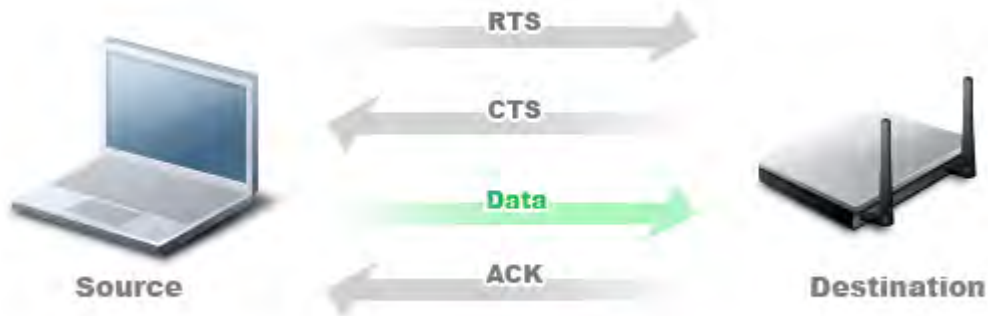 RTS
CTS
Data
ACK
Source
Destination